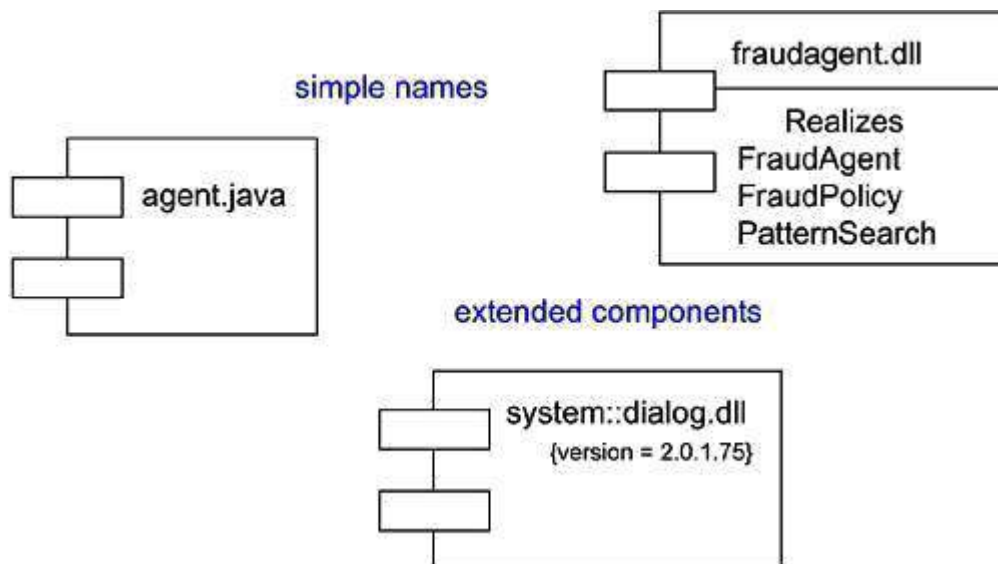 simple names
fraudagent.dll
Realizes
FraudAgent
FraudPolicy
PatternSearch
agent.java
extended components
system::dialog.dll
{version = 2.0.1.75}